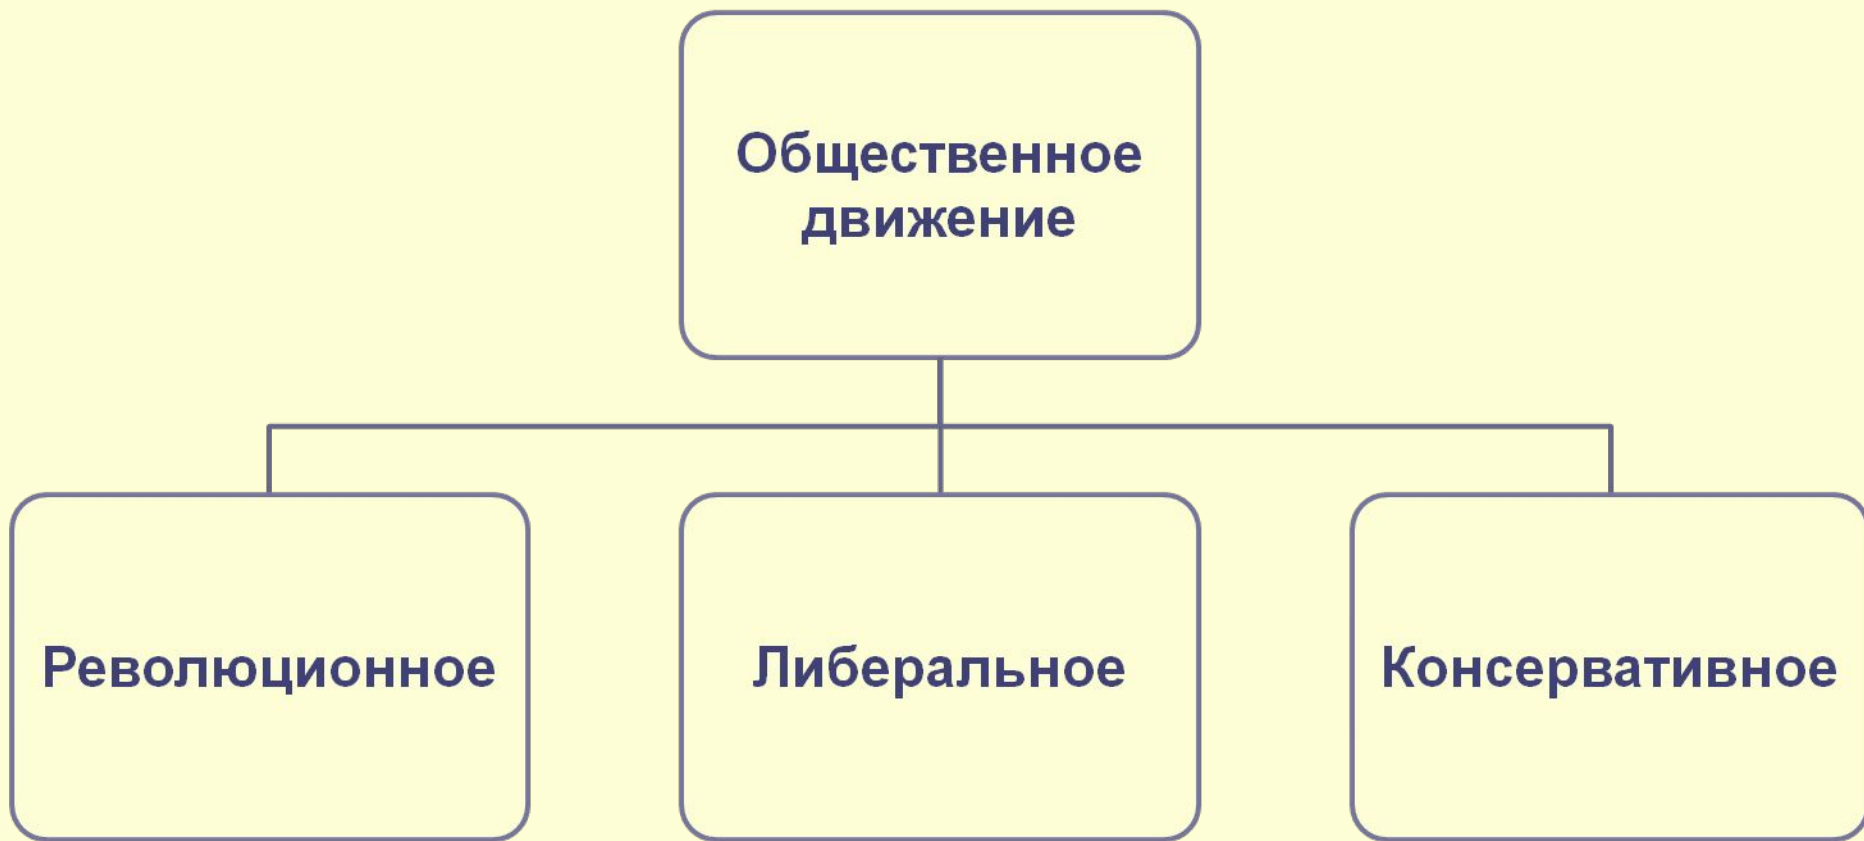 Общественное
движение
Революционное
Либеральное
Консервативное